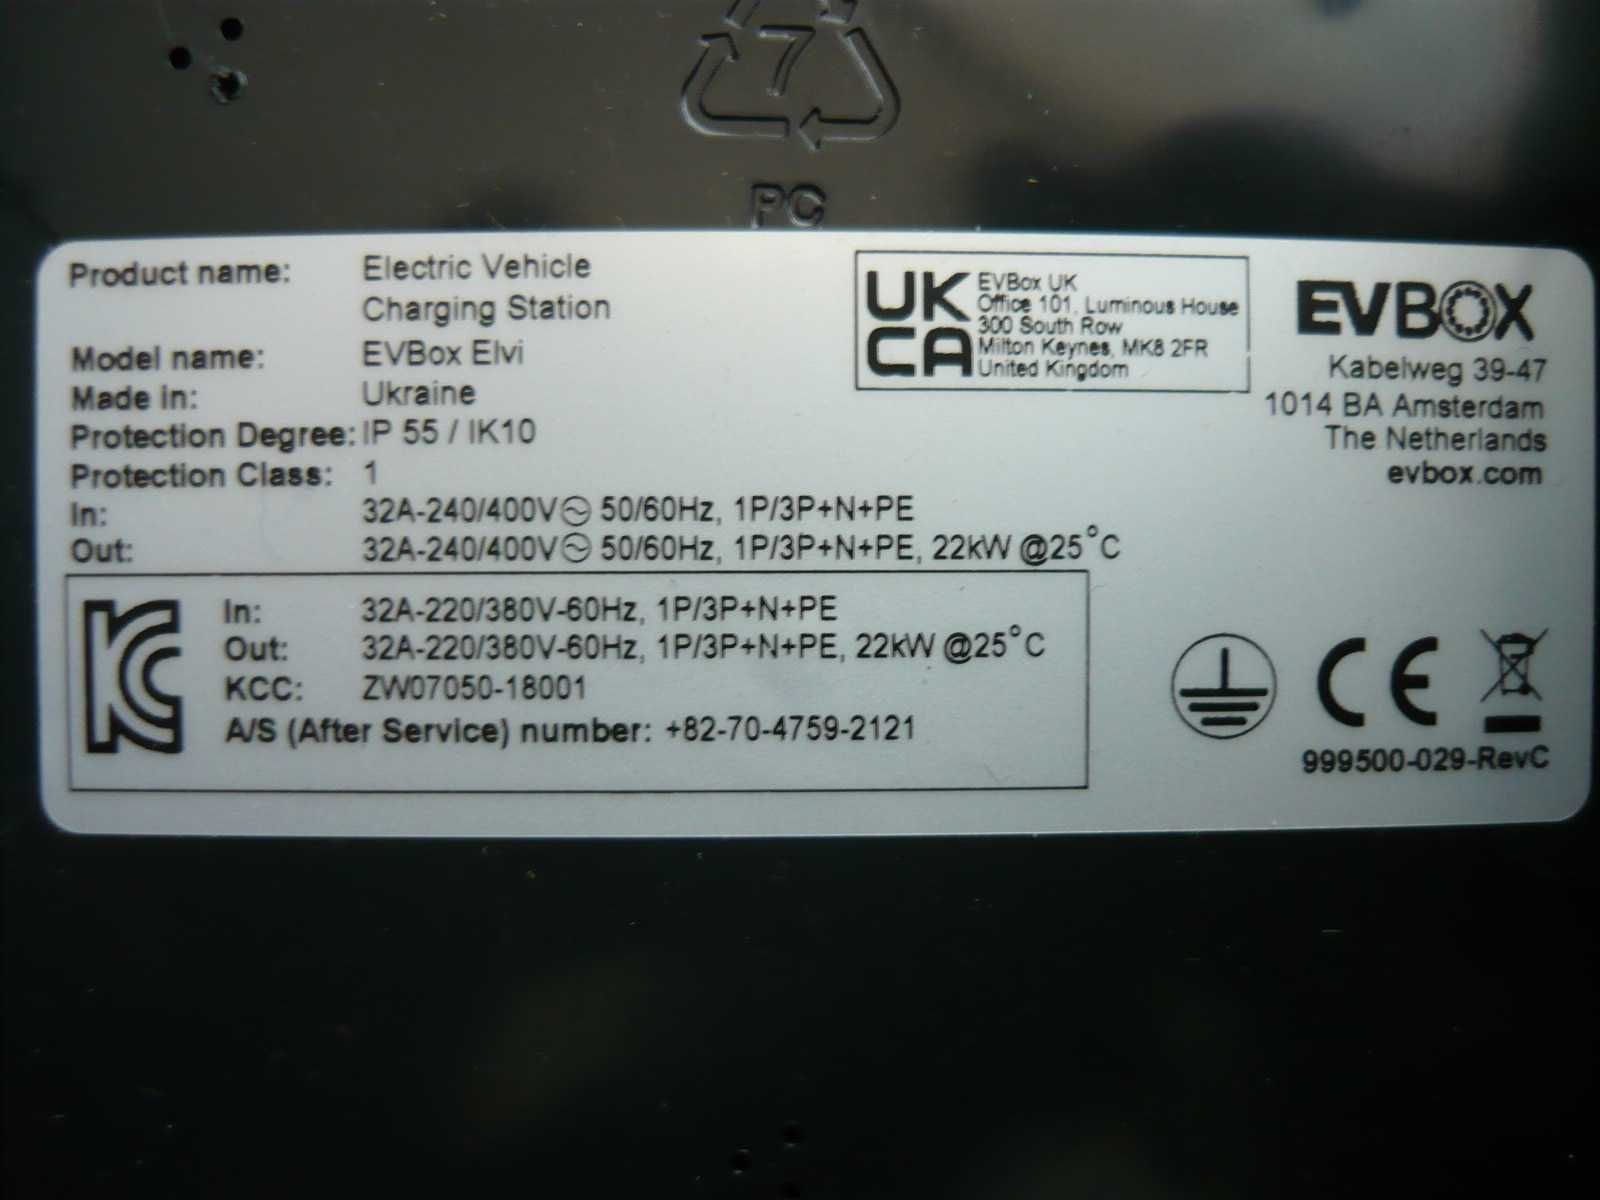 7
PC
Product name: Electric Vehicle
Charging Station
Model name: EVBox Elvi
Made in: Ukraine
Protection Degree: IP 55 / IK10
Protection Class: 1
In: 32A-240/400V 50/60Hz, 1P/3P+N+PE
Out: 32A-240/400V 50/60Hz, 1P/3P+N+PE, 22kW @25°C
UK
CA
EVBox UK
Office 101, Luminous House
300 South Row
Milton Keynes, MK8 2FR
United Kingdom
EVBOX
Kabelweg 39-47
1014 BA Amsterdam
The Netherlands
evbox.com
In: 32A-220/380V-60Hz, 1P/3P+N+PE
Out: 32A-220/380V-60Hz, 1P/3P+N+PE, 22kW @25°C
KCC: ZW07050-18001
A/S (After Service) number: +82-70-4759-2121
CE
999500-029-RevC